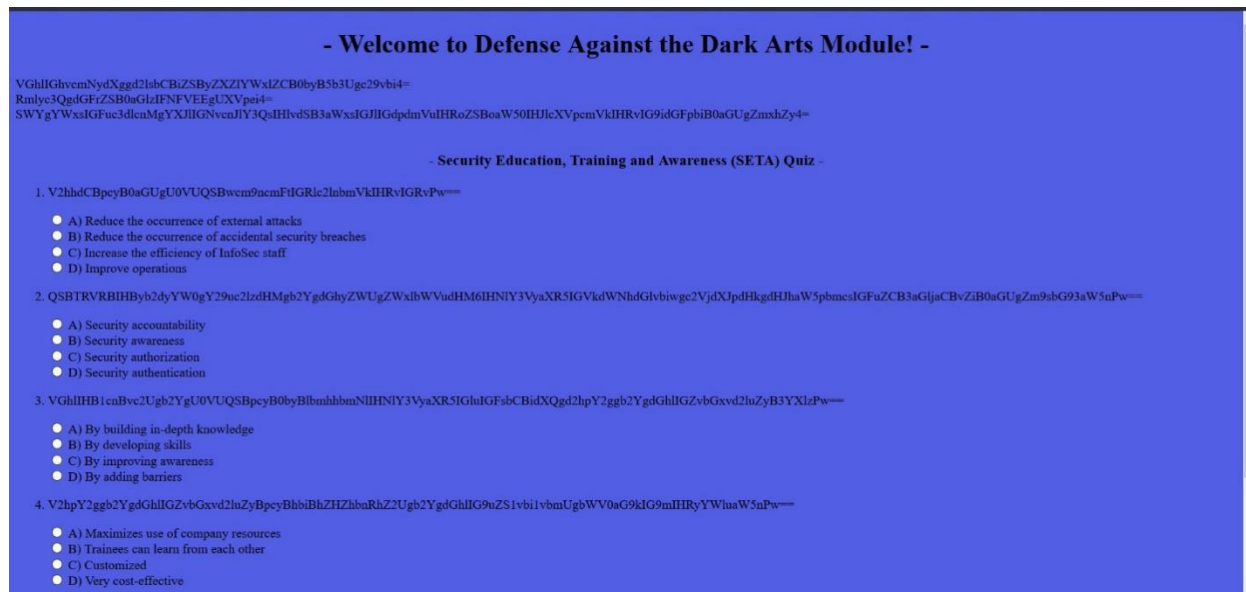 - Welcome to Defense Against the Dark Arts Module! -
VGhlIGhvcmNydXggd2lsbCBiZSByZXZlYWxlZCB0byB5b3Ugc29vbi4=
Rmlyc3QgdGFrZSB0aGlzIFNFVEEgUXVpei4=
SWYgYWxsIGFuc3dlcnMgYXJlIGNvcnJlY3QsIHlvdSB3aWxsIGJlIGdpdmVuIHRoZSBoaW50IHJlcXVpcmVkIHRvIG9idGFpbiB0aGUgZmxhZy4=
- Security Education, Training and Awareness (SETA) Quiz -
1. V2hhdCBpcyB0aGUgU0VUQSBwcm9ncmFtIGRlc2lnbmVkIHRvIGRvPw==
A) Reduce the occurrence of external attacks
B) Reduce the occurrence of accidental security breaches
C) Increase the efficiency of InfoSec staff
D) Improve operations
2. QSBTRVRBIHByb2dyYW0gY29uc2lzdHMgb2YgdGhyZWUgZWxlbWVudHM6IHNlY3VyaXR5IGVkdWNhdGlvbiwgc2VjdXJpdHkgdHJhaW5pbmcsIGFuZCB3aGljaCBvZiB0aGUgZm9sbG93aW5nPw==
A) Security accountability
B) Security awareness
C) Security authorization
D) Security authentication
3. VGhlIHB1cnBvc2Ugb2YgU0VUQSBpcyB0byBlbmhhbmNlIHNlY3VyaXR5IGluIGFsbCBidXQgd2hpY2ggb2YgdGhlIGZvbGxvd2luZyB3YXlzPw==
A) By building in-depth knowledge
B) By developing skills
C) By improving awareness
D) By adding barriers
4. V2hpY2ggb2YgdGhlIGZvbGxvd2luZyBpcyBhbiBhZHZhbnRhZ2Ugb2YgdGhlIG9uZS1vbi1vbmUgbWV0aG9kIG9mIHRyYWluaW5nPw==
A) Maximizes use of company resources
B) Trainees can learn from each other
C) Customized
D) Very cost-effective